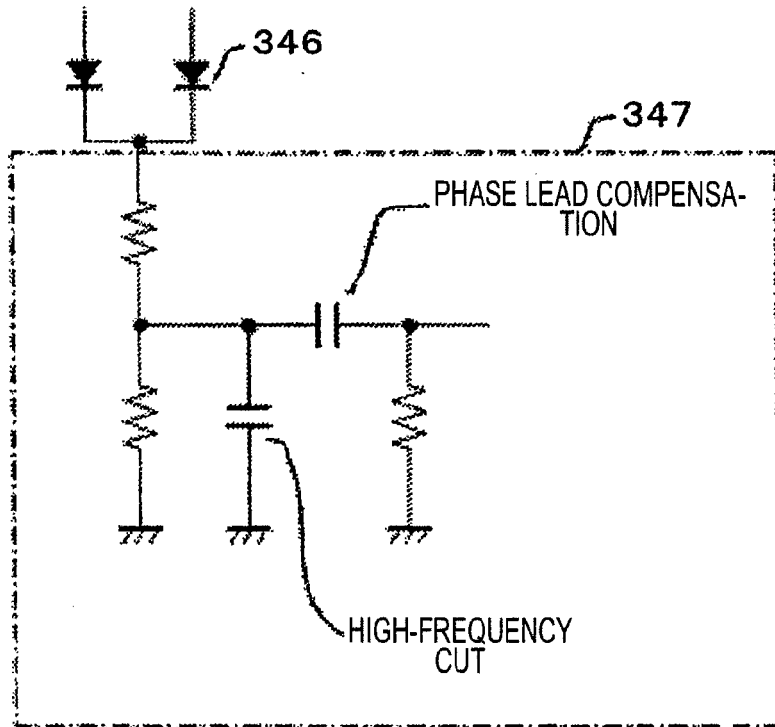 346
347
PHASE LEAD COMPENSA-
TION
HIGH-FREQUENCY
CUT